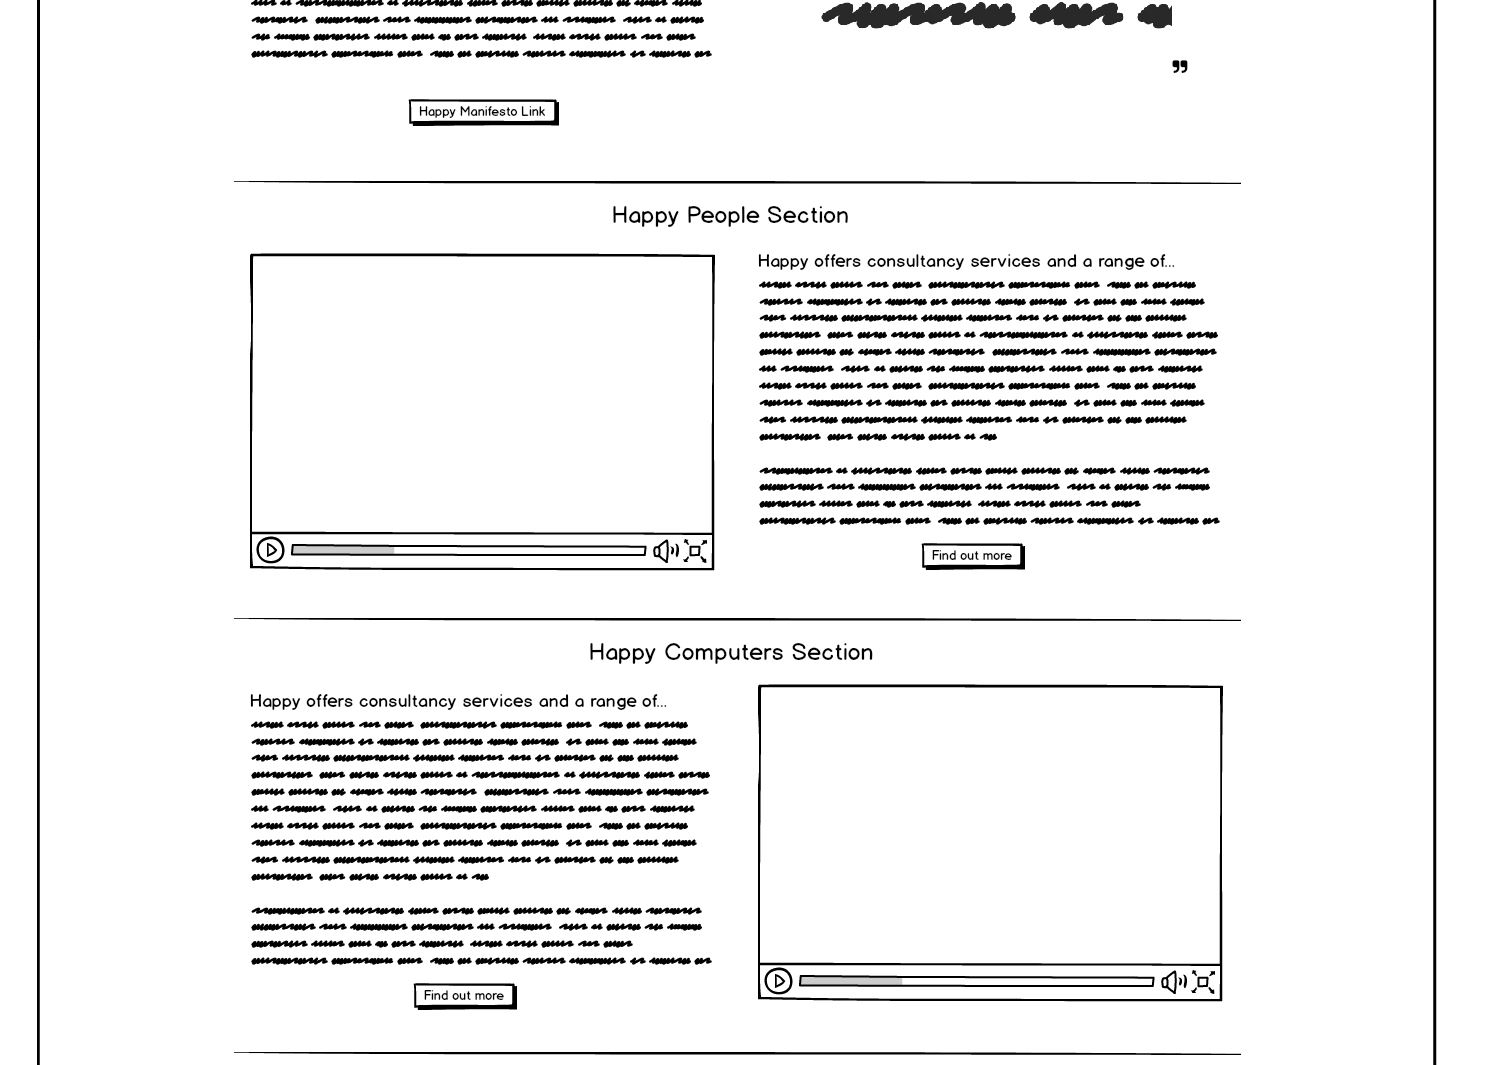 ”
Happy Manifesto Link
Happy People Section
Happy offers consultancy services and a range of...
Find out more
Happy Computers Section
Happy offers consultancy services and a range of...
Find out more